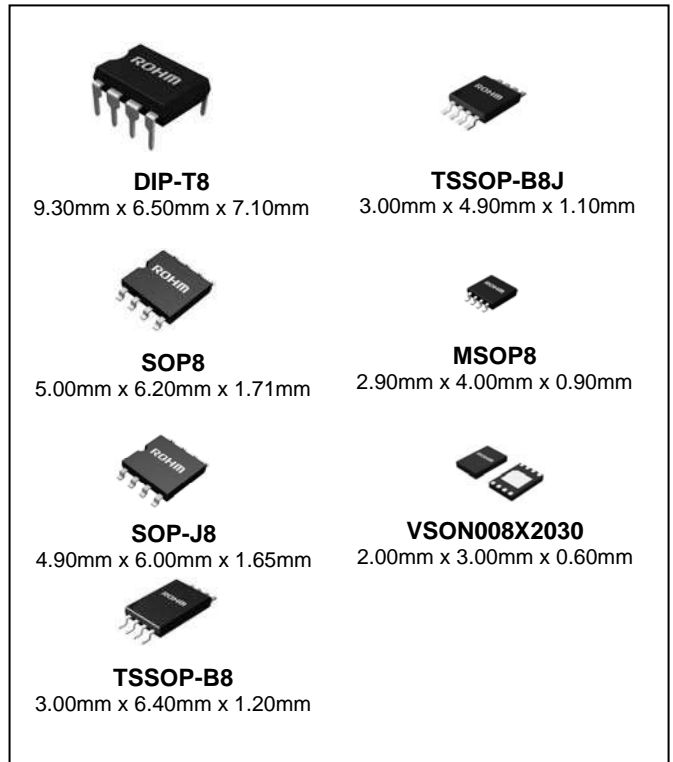 ROHM
DIP-T8
9.30mm x 6.50mm x 7.10mm
ROHM
SOP8
5.00mm x 6.20mm x 1.71mm
ROHM
SOP-J8
4.90mm x 6.00mm x 1.65mm
ROHM
TSSOP-B8
3.00mm x 6.40mm x 1.20mm
ROHM
TSSOP-B8J
3.00mm x 4.90mm x 1.10mm
ROHM
MSOP8
2.90mm x 4.00mm x 0.90mm
ROHM
VSON008X2030
2.00mm x 3.00mm x 0.60mm